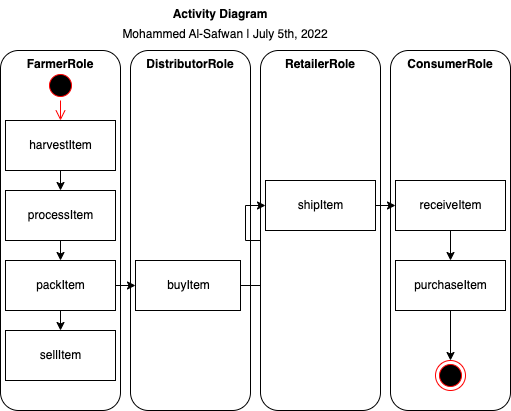 Activity Diagram
Mohammed Al-Safwan | July 5th, 2022
FarmerRole
DistributorRole
RetailerRole
ConsumerRole
harvestItem
processItem
shipItem
receiveItem
packItem
buyItem
purchaseItem
sellItem